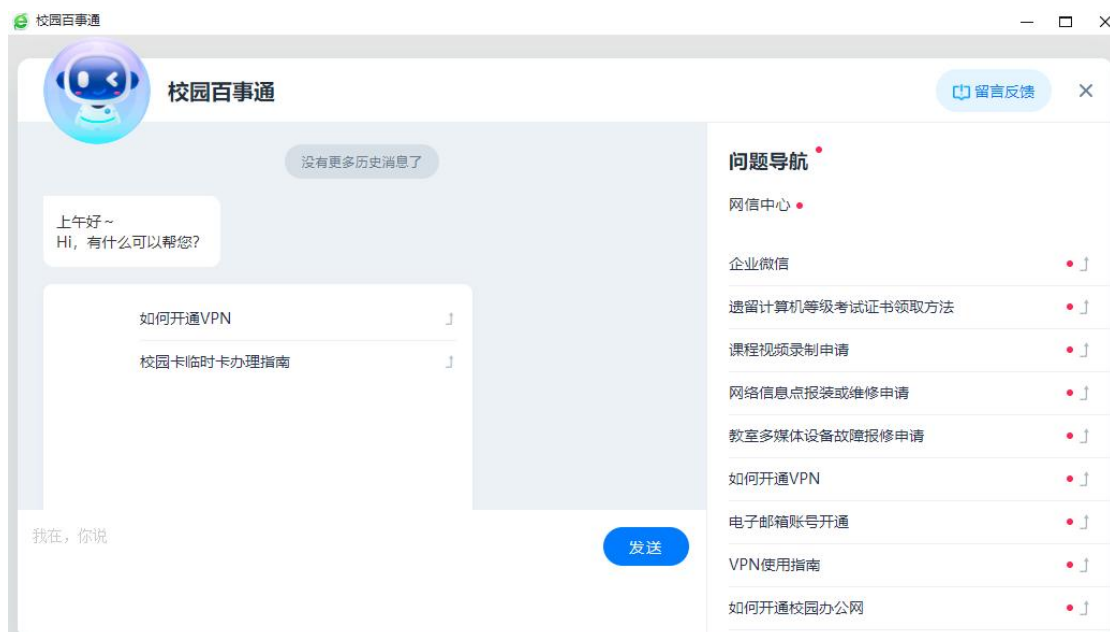 校园百事通
校园百事通
留言反馈
没有更多历史消息了
上午好~
Hi，有什么可以帮您?
如何开通VPN
校园卡临时卡办理指南
我在，你说
发送
问题导航
网信中心
企业微信
遗留计算机等级考试证书领取方法
课程视频录制申请
网络信息点报装或维修申请
教室多媒体设备故障报修申请
如何开通VPN
电子邮箱账号开通
VPN使用指南
如何开通校园办公网